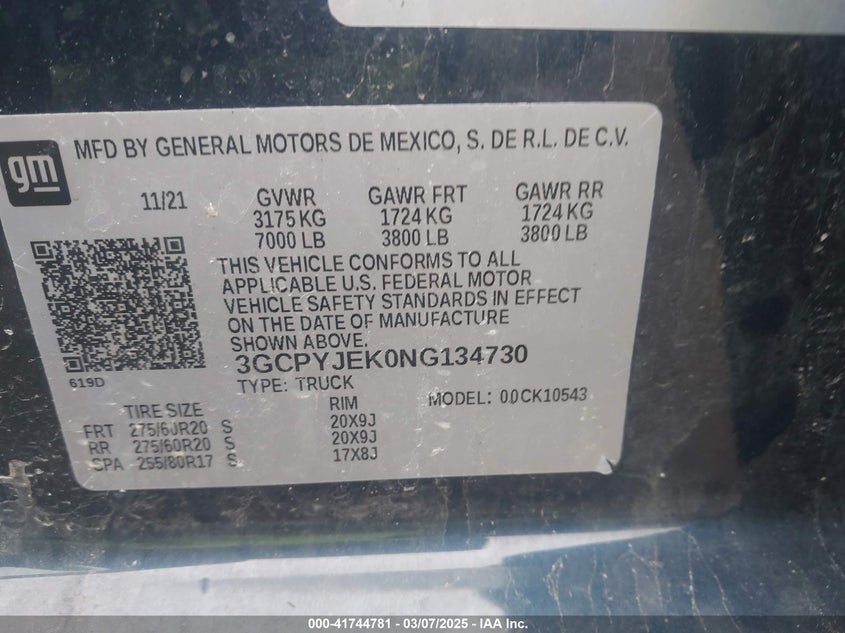 gm
MFD BY GENERAL MOTORS DE MEXICO, S. DE R.L. DE C.V.
11/21 GVWR GAWR FRT GAWR RR
3175 KG 1724 KG 1724 KG
7000 LB 3800 LB 3800 LB
THIS VEHICLE CONFORMS TO ALL
APPLICABLE U.S. FEDERAL MOTOR
VEHICLE SAFETY STANDARDS IN EFFECT
ON THE DATE OF MANUFACTURE
SHOWN ABOVE.
3GCPYJEK0NG134730
619D
TYPE: TRUCK
MODEL: 00CK10543
TIRE SIZE RIM
FRT 275/60R20 S 20X9J
RR 275/60R20 S 20X9J
SPA 255/80R17 S 17X8J
000-41744781 - 03/07/2025 - IAA Inc.